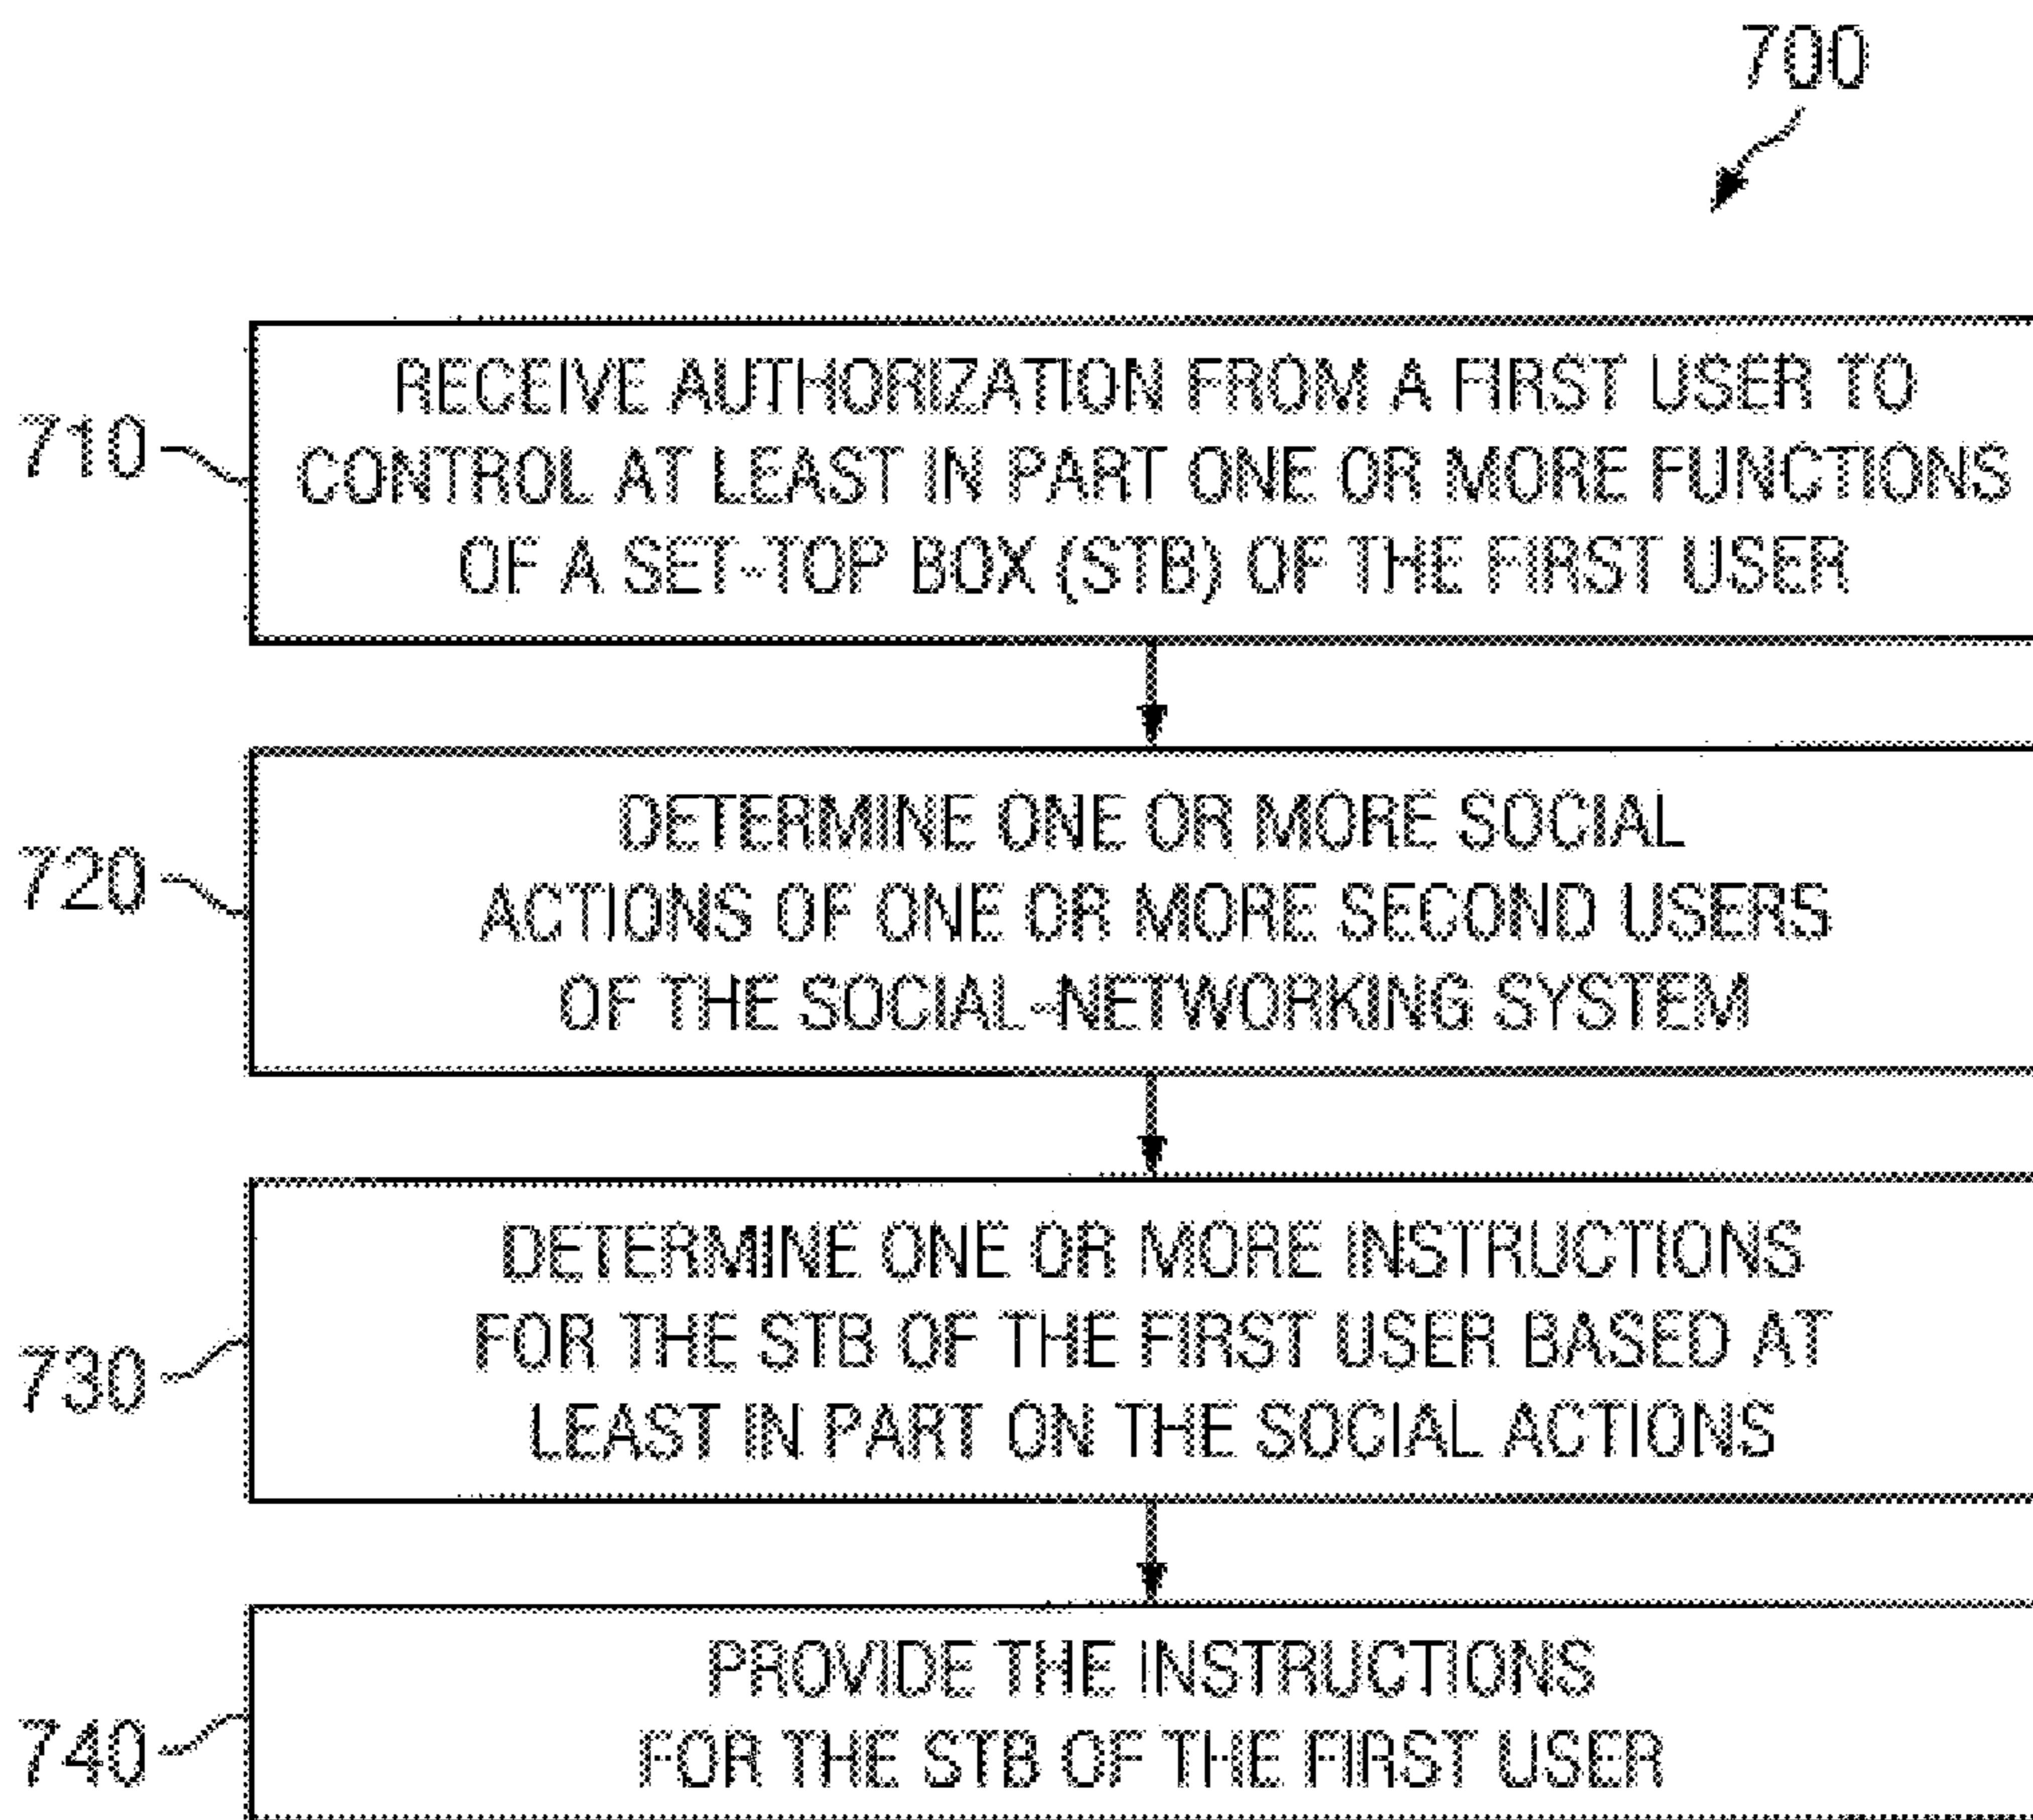 700
710
RECEIVE AUTHORIZATION FROM A FIRST USER TO
CONTROL AT LEAST IN PART ONE OR MORE FUNCTIONS
OF A SET-TOP BOX (STB) OF THE FIRST USER
720
DETERMINE ONE OR MORE SOCIAL
ACTIONS OF ONE OR MORE SECOND USERS
OF THE SOCIAL-NETWORKING SYSTEM
730
DETERMINE ONE OR MORE INSTRUCTIONS
FOR THE STB OF THE FIRST USER BASED AT
LEAST IN PART ON THE SOCIAL ACTIONS
740
PROVIDE THE INSTRUCTIONS
FOR THE STB OF THE FIRST USER